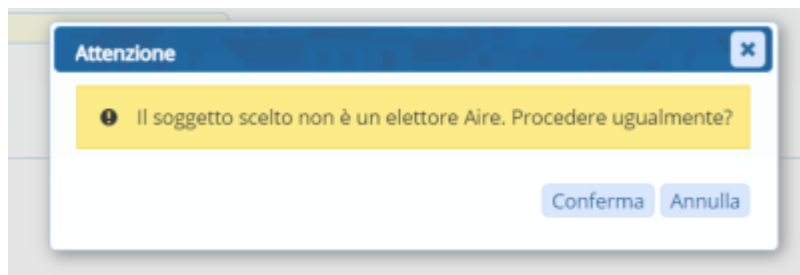 Attenzione
Il soggetto scelto non è un elettore Aire. Procedere ugualmente?
Conferma Annulla